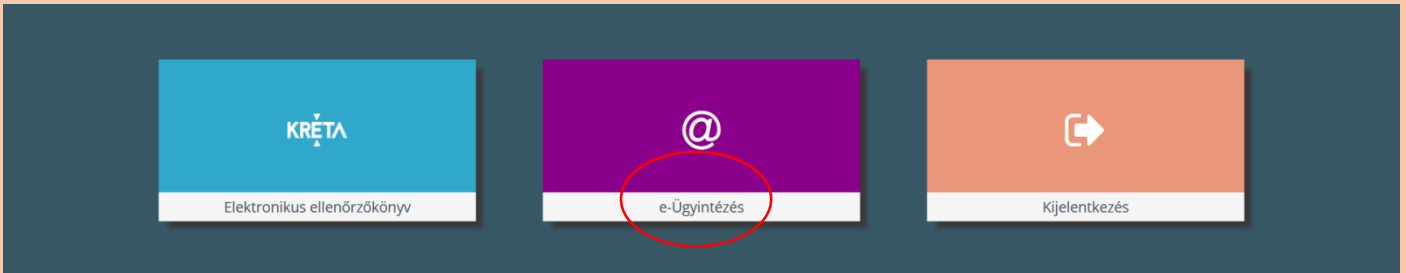 KRÉTA
@
Elektronikus ellenőrzőkönyv
e-Ügyintézés
Kijelentkezés